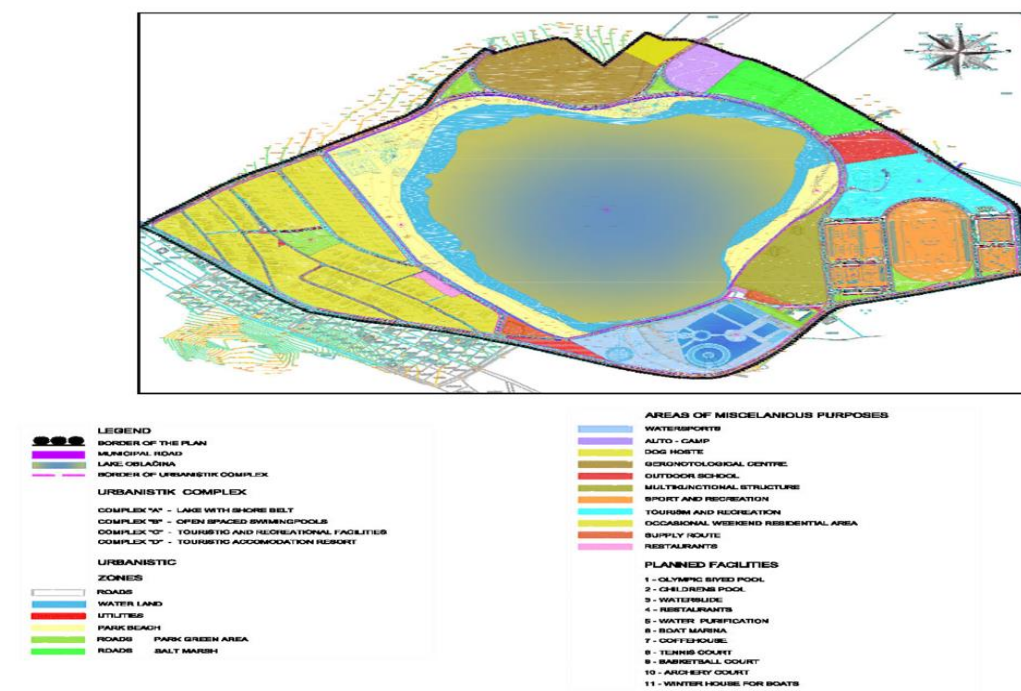 LEGEND
BORDER OF THE PLAN
MUNICIPAL ROAD
LAKE OBLAČINA
BORDER OF URBANISTIK COMPLEX
URBANISTIK COMPLEX
COMPLEX "A" - LAKE WITH SHORE BELT
COMPLEX "B" - OPEN SPACED SWIMINGPOOLS
COMPLEX "C" - TOURISTIC AND RECREATIONAL FACILITIES
COMPLEX "D" - TOURISTIC ACCOMODATION RESORT
URBANISTIC
ZONES
ROADS
WATER LAND
UTILITIES
PARK BEACH
ROADS PARK GREEN AREA
ROADS SALT MARSH
AREAS OF MISCELANIOUS PURPOSES
WATERSPORTS
AUTO - CAMP
DOG HOSTE
GERONOTOLOGICAL CENTRE
OUTDOOR SCHOOL
MULTIKUNCTIONAL STRUCTURE
SPORT AND RECREATION
TOURISM AND RECREATION
OCCASIONAL WEEKEND RESIDENTIAL AREA
SUPPLY ROUTE
RESTAURANTS
PLANNED FACILITIES
1 - OLYMPIC SIVED POOL
2 - CHILDRENS POOL
3 - WATERSLIDE
4 - RESTAURANTS
5 - WATER PURIFICATION
6 - BOAT MARINA
7 - COFFEHOUSE
8 - TENNIS COURT
9 - BASKETBALL COURT
10 - ARCHERY COURT
11 - WINTER HOUSE FOR BOATS